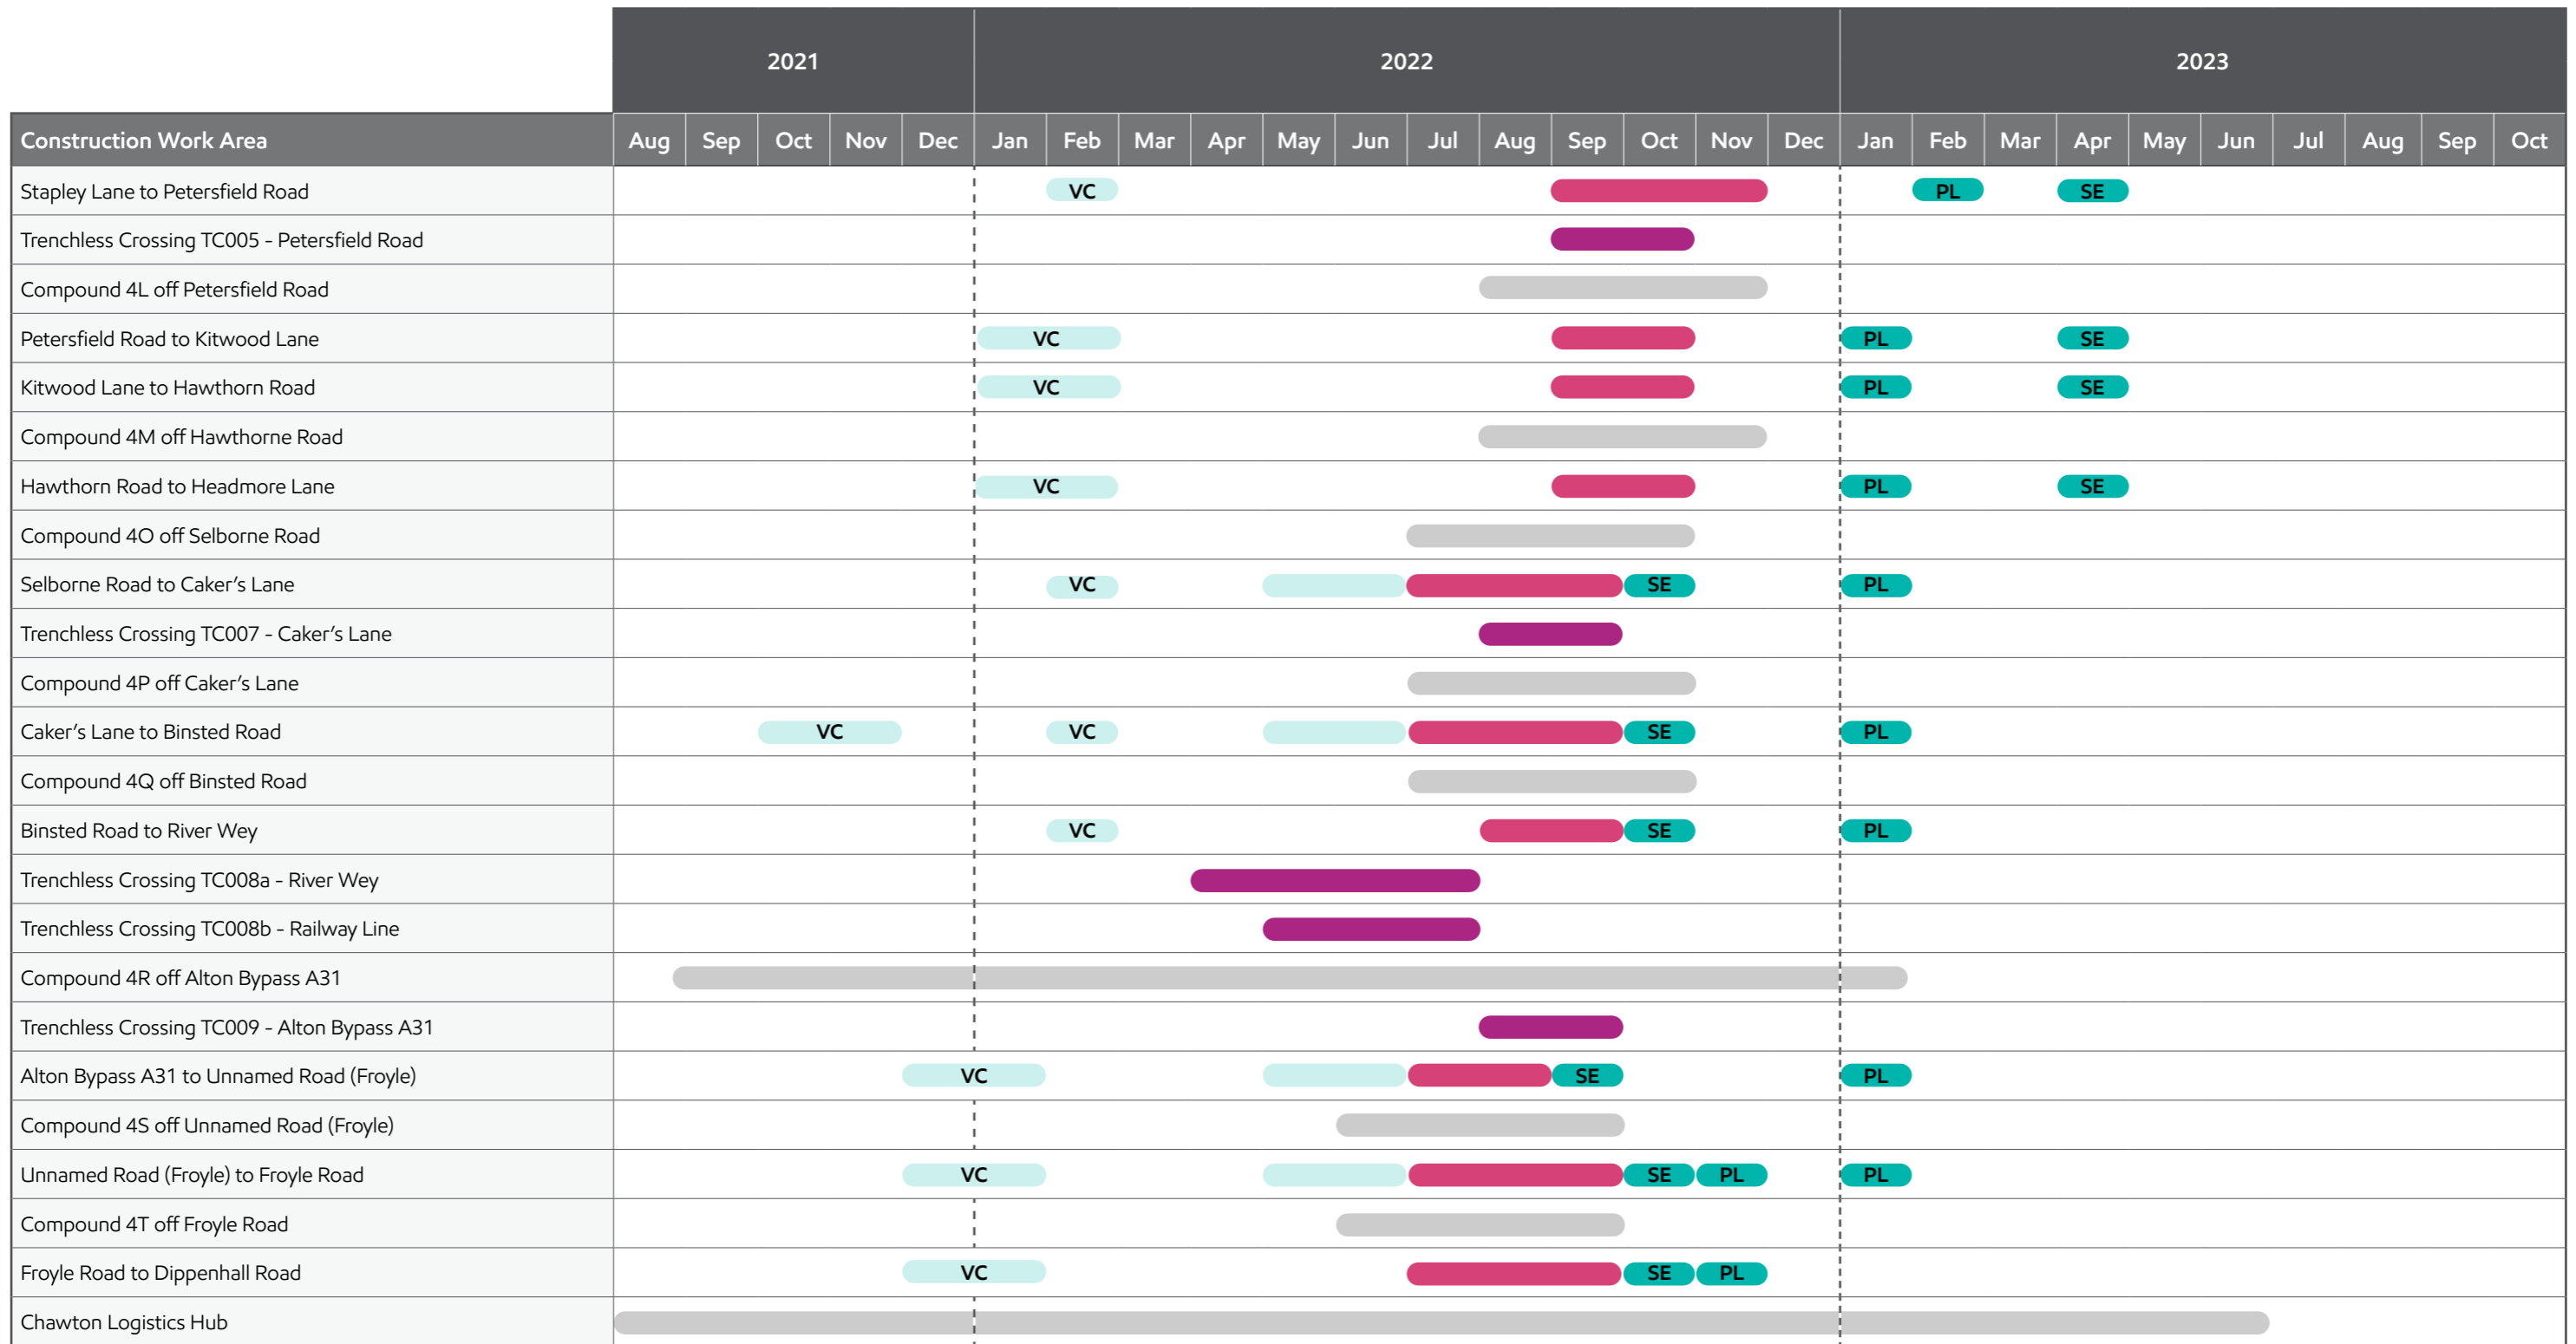 2021 2022 2023
Construction Work Area Aug Sep Oct Nov Dec Jan Feb Mar Apr May Jun Jul Aug Sep Oct Nov Dec Jan Feb Mar Apr May Jun Jul Aug Sep Oct
Stapley Lane to Petersfield Road VC PL SE
Trenchless Crossing TC005 - Petersfield Road
Compound 4L off Petersfield Road
Petersfield Road to Kitwood Lane VC PL SE
Kitwood Lane to Hawthorn Road VC PL SE
Compound 4M off Hawthorne Road
Hawthorn Road to Headmore Lane VC PL SE
Compound 4O off Selborne Road
Selborne Road to Caker's Lane VC SE PL
Trenchless Crossing TC007 - Caker's Lane
Compound 4P off Caker's Lane
Caker's Lane to Binsted Road VC VC SE PL
Compound 4Q off Binsted Road
Binsted Road to River Wey VC SE PL
Trenchless Crossing TC008a - River Wey
Trenchless Crossing TC008b - Railway Line
Compound 4R off Alton Bypass A31
Trenchless Crossing TC009 - Alton Bypass A31
Alton Bypass A31 to Unnamed Road (Froyle) VC SE PL
Compound 4S off Unnamed Road (Froyle)
Unnamed Road (Froyle) to Froyle Road VC SE PL PL
Compound 4T off Froyle Road
Froyle Road to Dippenhall Road VC SE PL
Chawton Logistics Hub